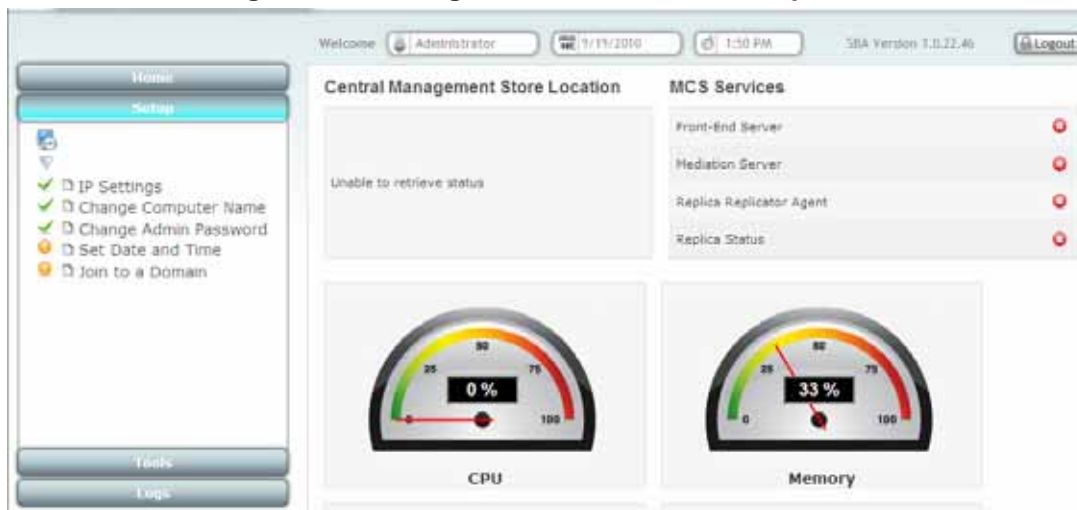 Welcome Administrator 9/19/2010 1:50 PM SBA Version 1.0.22.46 Logout
Home
Setup
IP Settings
Change Computer Name
Change Admin Password
Set Date and Time
Join to a Domain
Tools
Logs
Central Management Store Location
Unable to retrieve status
MCS Services
Front-End Server
Mediation Server
Replica Replicator Agent
Replica Status
0 25 50 75 100
0 %
CPU
0 25 50 75 100
33 %
Memory